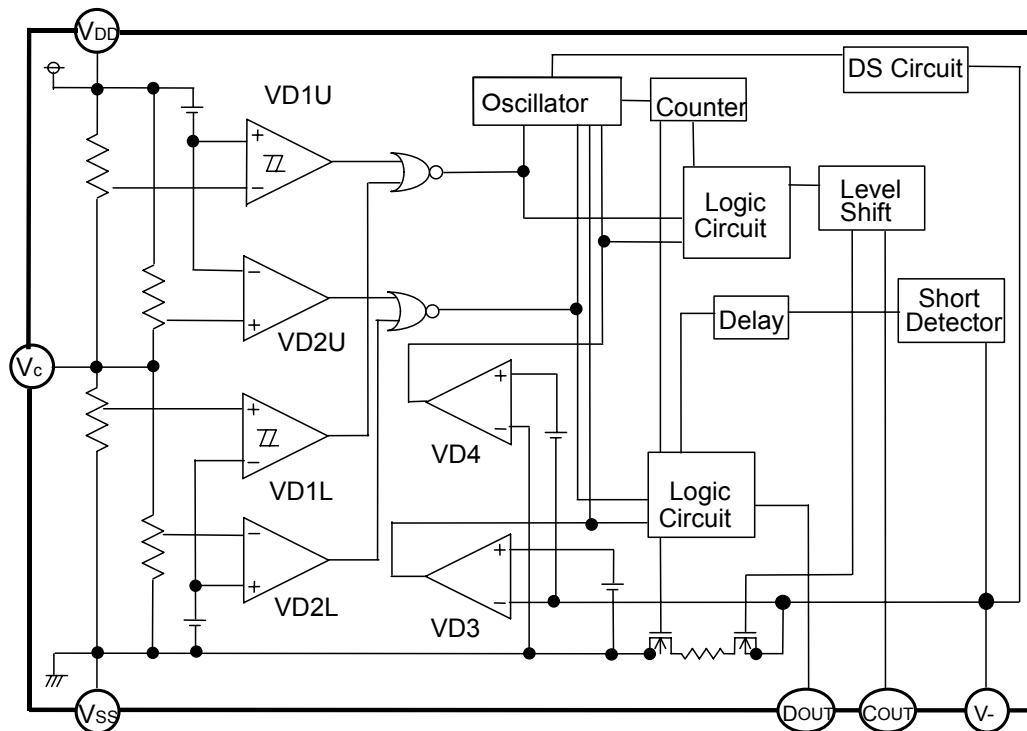 VDD
VD1U
Oscillator
Counter
DS Circuit
+
−
Logic
Circuit
Level
Shift
−
+
VD2U
Delay
Short
Detector
Vc
+
−
VD1L
+
−
VD4
Logic
Circuit
−
+
VD2L
+
−
VD3
VSS
DOUT
COUT
V-